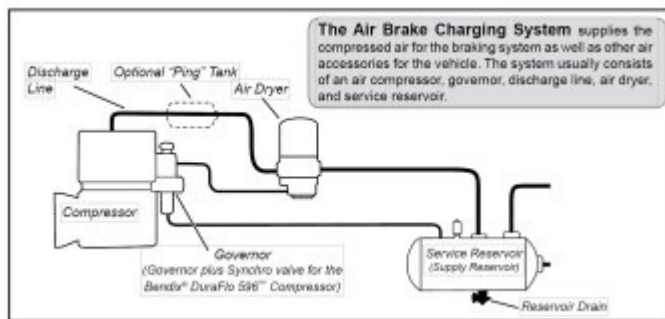 The Air Brake Charging System supplies the
compressed air for the braking system as well as other air
accessories for the vehicle. The system usually consists
of an air compressor, governor, discharge line, air dryer,
and service reservoir.
Discharge
Line
Optional "Ping" Tank
Air Dryer
Compressor
Governor
(Governor plus Synchro valve for the
Bendix® DuraFlo 596™ Compressor)
Service Reservoir
(Supply Reservoir)
Reservoir Drain